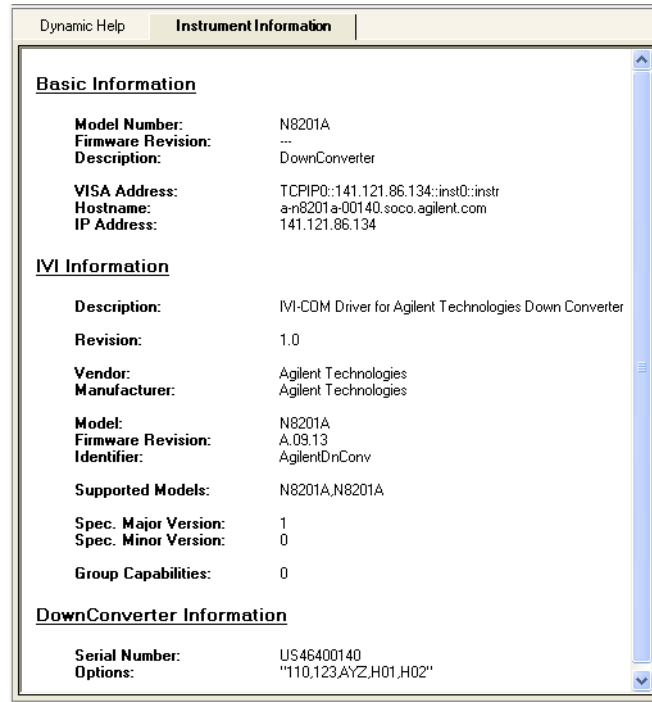 Dynamic Help Instrument Information
Basic Information
Model Number: N8201A
Firmware Revision: ---
Description: DownConverter
VISA Address: TCPIP0::141.121.86.134::inst0::instr
Hostname: a-n8201a-00140.soco.agilent.com
IP Address: 141.121.86.134
IVI Information
Description: IVI-COM Driver for Agilent Technologies Down Converter
Revision: 1.0
Vendor: Agilent Technologies
Manufacturer: Agilent Technologies
Model: N8201A
Firmware Revision: A.09.13
Identifier: AgilentDnConv
Supported Models: N8201A,N8201A
Spec. Major Version: 1
Spec. Minor Version: 0
Group Capabilities: 0
DownConverter Information
Serial Number: US46400140
Options: "110,123,AYZ,H01,H02"